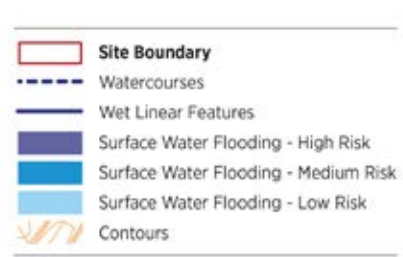 Site Boundary
Watercourses
Wet Linear Features
Surface Water Flooding - High Risk
Surface Water Flooding - Medium Risk
Surface Water Flooding - Low Risk
Contours